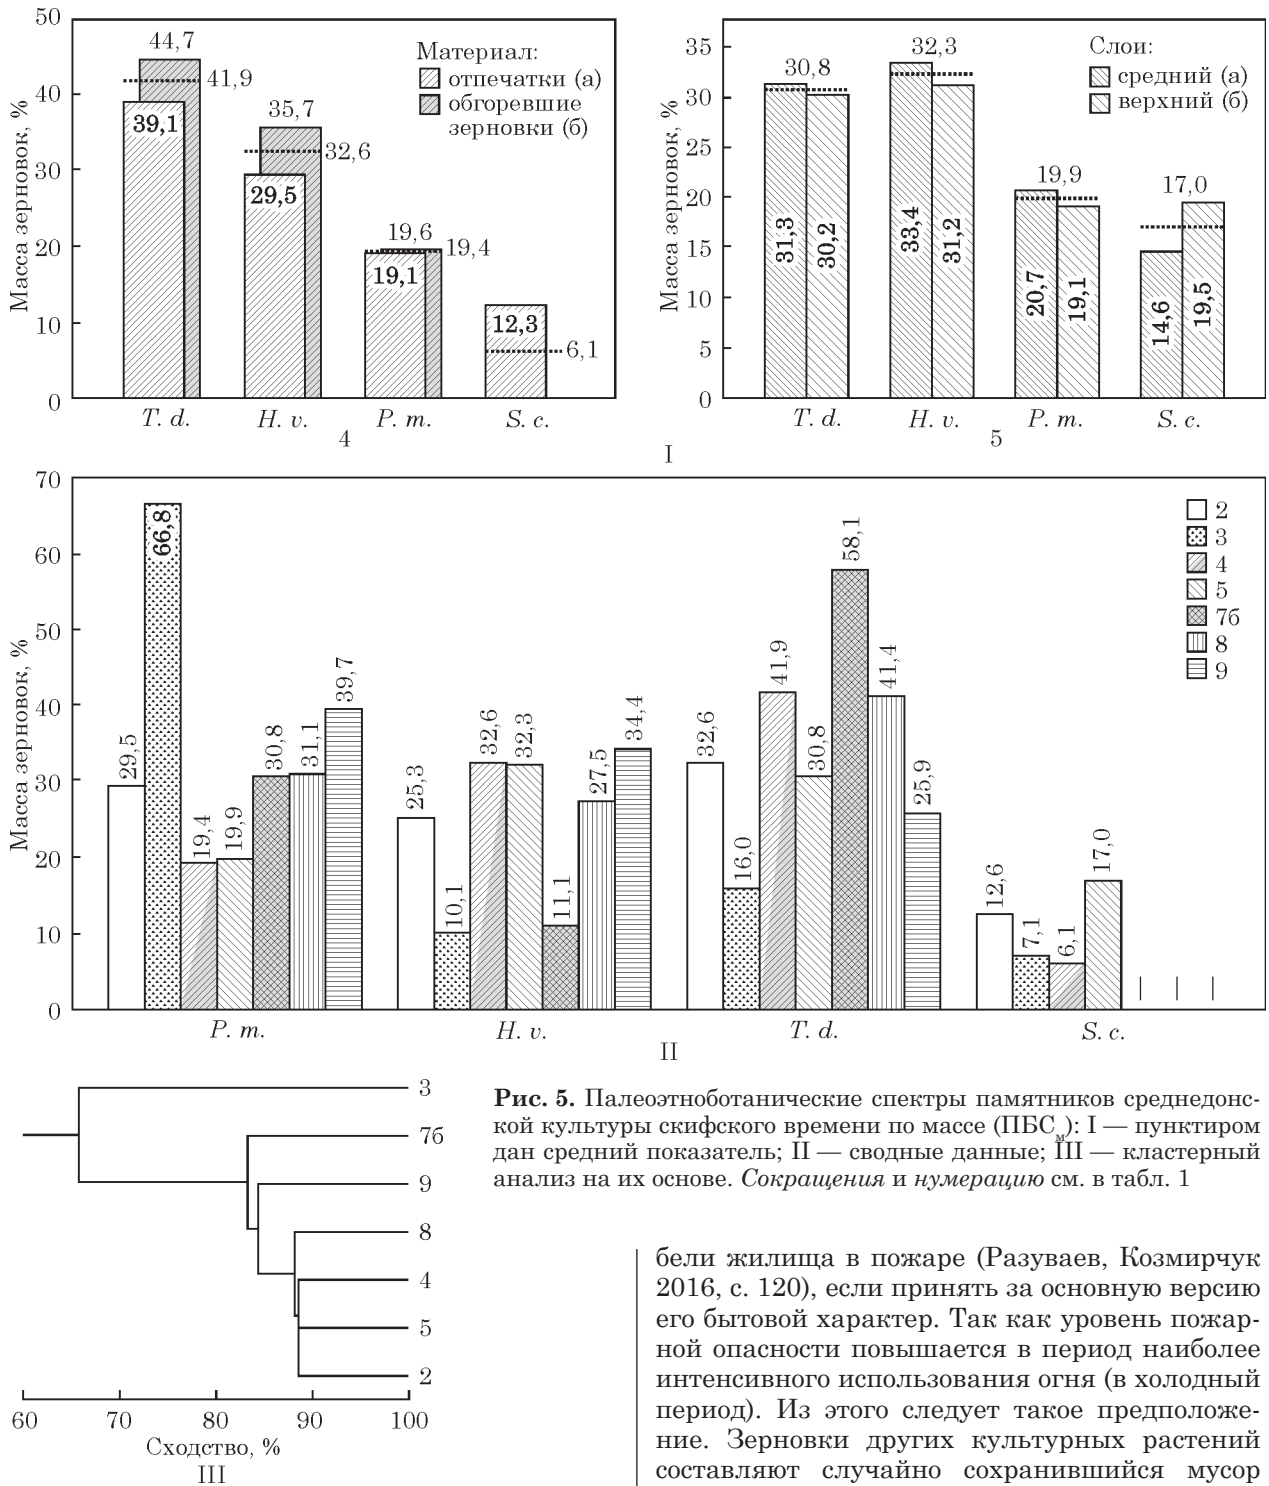 50
40
30
20
10
0
Масса зерновок, %
44,7
41,9
39,1
35,7
32,6
29,5
19,6
19,4
19,1
12,3
6,1
Материал:
отпечатки (а)
обгоревшие
зерновки (б)
T. d.
H. v.
P. m.
S. c.
4
35
30
25
20
15
10
5
0
Масса зерновок, %
30,8
31,3
30,2
32,3
33,4
31,2
19,9
20,7
19,1
17,0
14,6
19,5
Слои:
средний (а)
верхний (б)
T. d.
H. v.
P. m.
S. c.
5
I
70
60
50
40
30
20
10
0
Масса зерновок, %
29,5
66,8
19,4
19,9
30,8
31,1
39,7
25,3
10,1
32,6
32,3
11,1
27,5
34,4
32,6
16,0
41,9
30,8
58,1
41,4
25,9
12,6
7,1
6,1
17,0
2
3
4
5
7б
8
9
P. m.
H. v.
T. d.
S. c.
II
3
7б
9
8
4
5
2
60 70 80 90 100
Сходство, %
III
Рис. 5. Палеоэтноботанические спектры памятников среднедонс-
кой культуры скифского времени по массе (ПБСм): I — пунктиром
дан средний показатель; II — сводные данные; III — кластерный
анализ на их основе. Сокращения и нумерацию см. в табл. 1
бели жилища в пожаре (Разуваев, Козмирчук
2016, с. 120), если принять за основную версию
его бытовой характер. Так как уровень пожар-
ной опасности повышается в период наиболее
интенсивного использования огня (в холодный
период). Из этого следует такое предположе-
ние. Зерновки других культурных растений
составляют случайно сохранившийся мусор